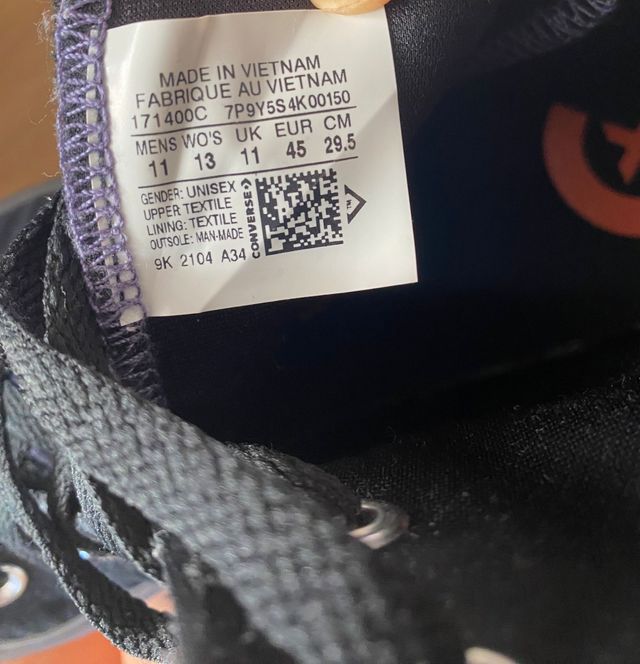 MADE IN VIETNAM
FABRIQUE AU VIETNAM
171400C 7P9Y5S4K00150
MENS WO'S UK EUR CM
11 13 11 45 29.5
GENDER: UNISEX
UPPER: TEXTILE
LINING: TEXTILE
OUTSOLE: MAN-MADE
9K 2104 A34
CONVERSE